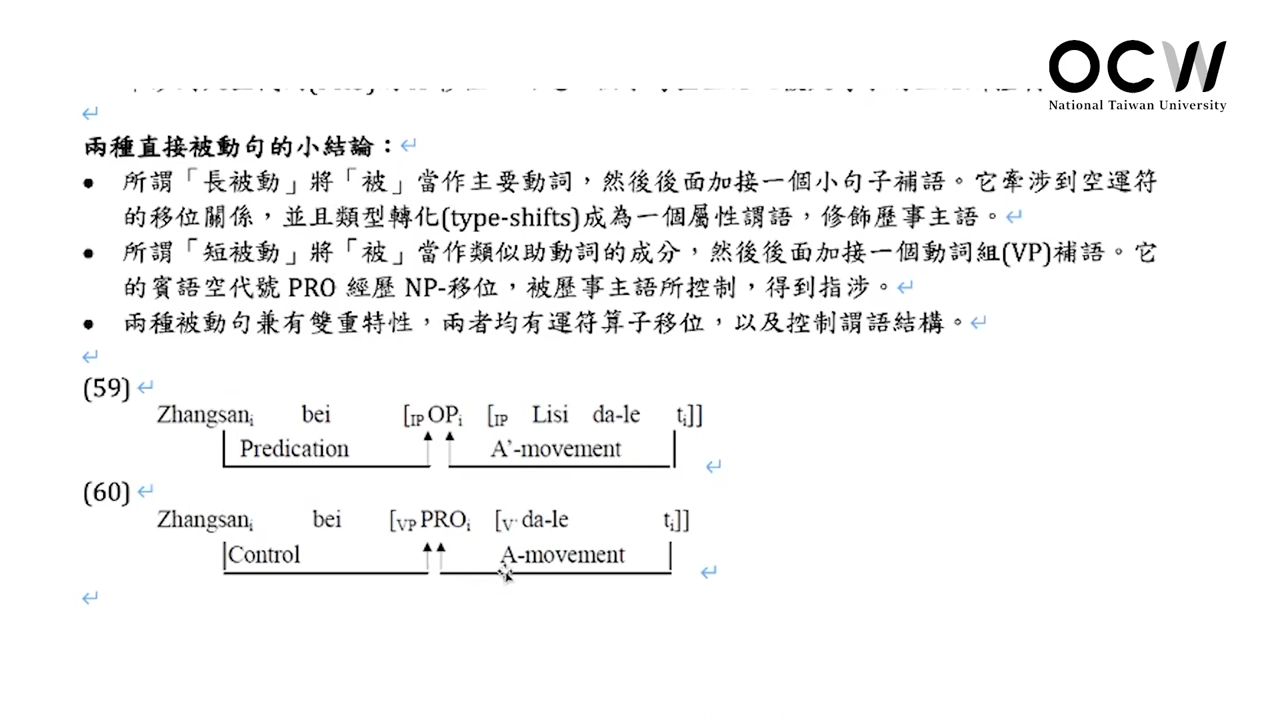 OCW
National Taiwan University
兩種直接被動句的小結論：
• 所謂「長被動」將「被」當作主要動詞，然後後面加接一個小句子補語。它牽涉到空運符
的移位關係，並且類型轉化(type-shifts)成為一個屬性謂語，修飾歷事主語。
• 所謂「短被動」將「被」當作類似助動詞的成分，然後後面加接一個動詞組(VP)補語。它
的賓語空代號 PRO 經歷 NP-移位，被歷事主語所控制，得到指涉。
• 兩種被動句兼有雙重特性，兩者均有運符算子移位，以及控制謂語結構。
(59)
Zhangsani bei [IP OPi [IP Lisi da-le ti]]
Predication A’-movement
(60)
Zhangsani bei [VP PROi [V' da-le ti]]
Control A-movement